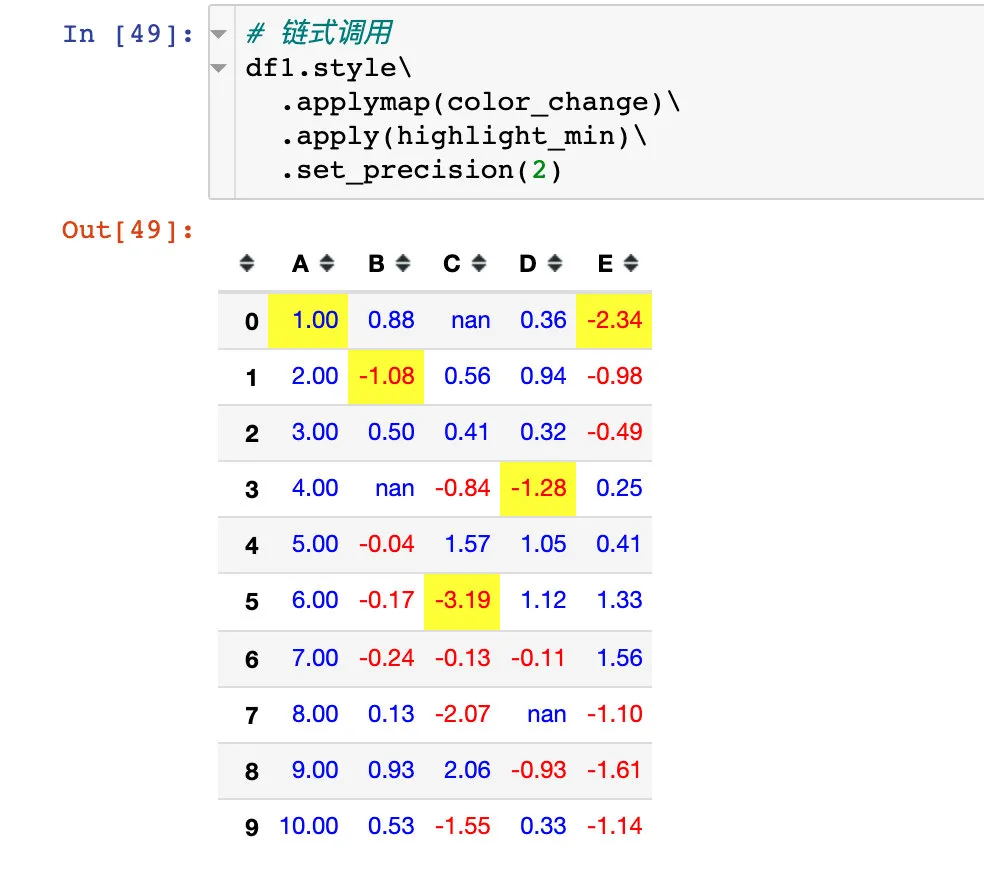 In [49]: # 链式调用
df1.style\
.applymap(color_change)\
.apply(highlight_min)\
.set_precision(2)
Out[49]:
A B C D E
0 1.00 0.88 nan 0.36 -2.34
1 2.00 -1.08 0.56 0.94 -0.98
2 3.00 0.50 0.41 0.32 -0.49
3 4.00 nan -0.84 -1.28 0.25
4 5.00 -0.04 1.57 1.05 0.41
5 6.00 -0.17 -3.19 1.12 1.33
6 7.00 -0.24 -0.13 -0.11 1.56
7 8.00 0.13 -2.07 nan -1.10
8 9.00 0.93 2.06 -0.93 -1.61
9 10.00 0.53 -1.55 0.33 -1.14